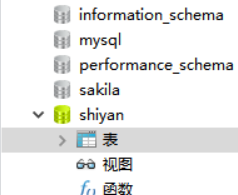 information_schema
mysql
performance_schema
sakila
shiyan
表
视图
函数